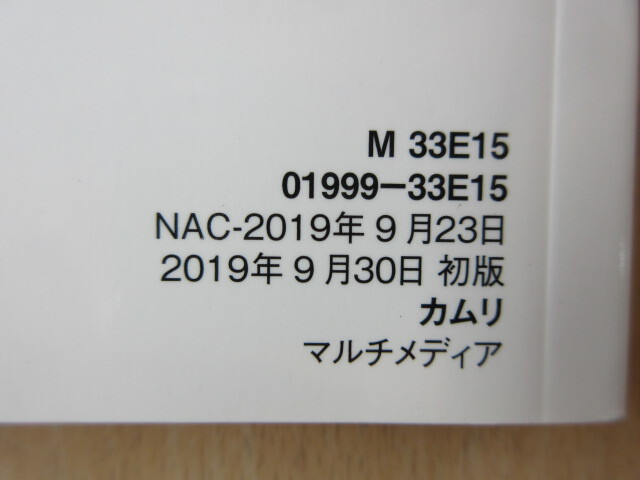 M 33E15
01999-33E15
NAC-2019年 9 月23日
2019年 9 月30日 初版
カムリ
マルチメディア